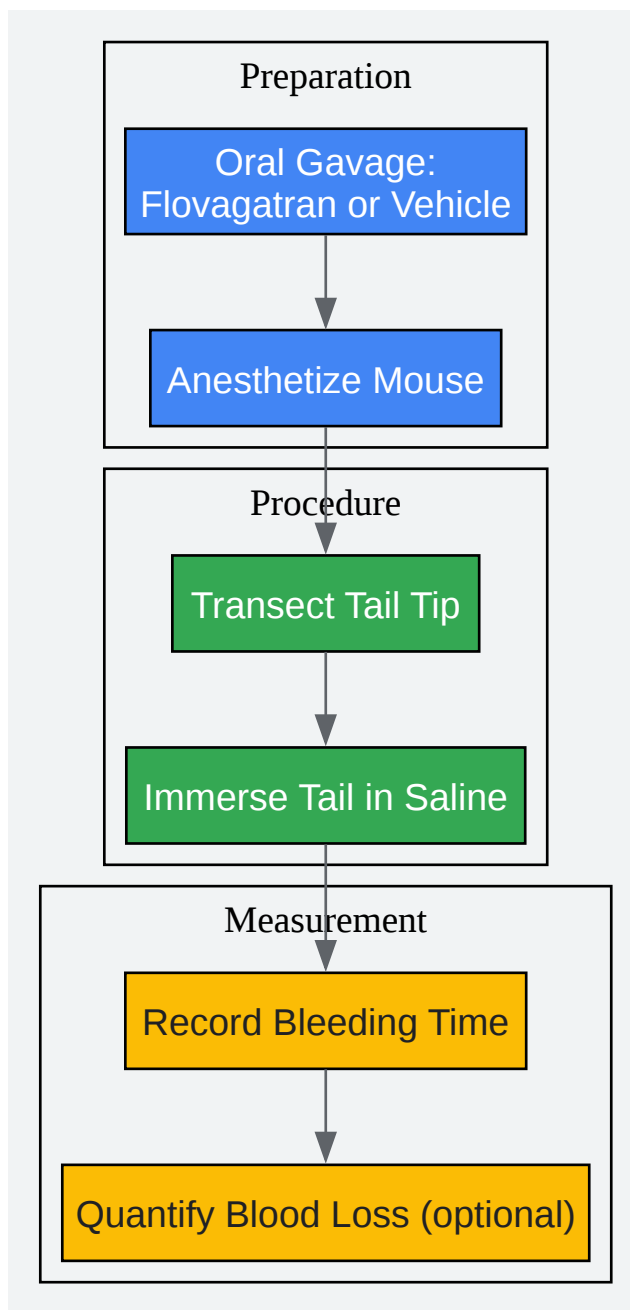 Preparation
Oral Gavage:
Flovagatran or Vehicle
Anesthetize Mouse
Procedure
Transect Tail Tip
Immerse Tail in Saline
Measurement
Record Bleeding Time
Quantify Blood Loss (optional)